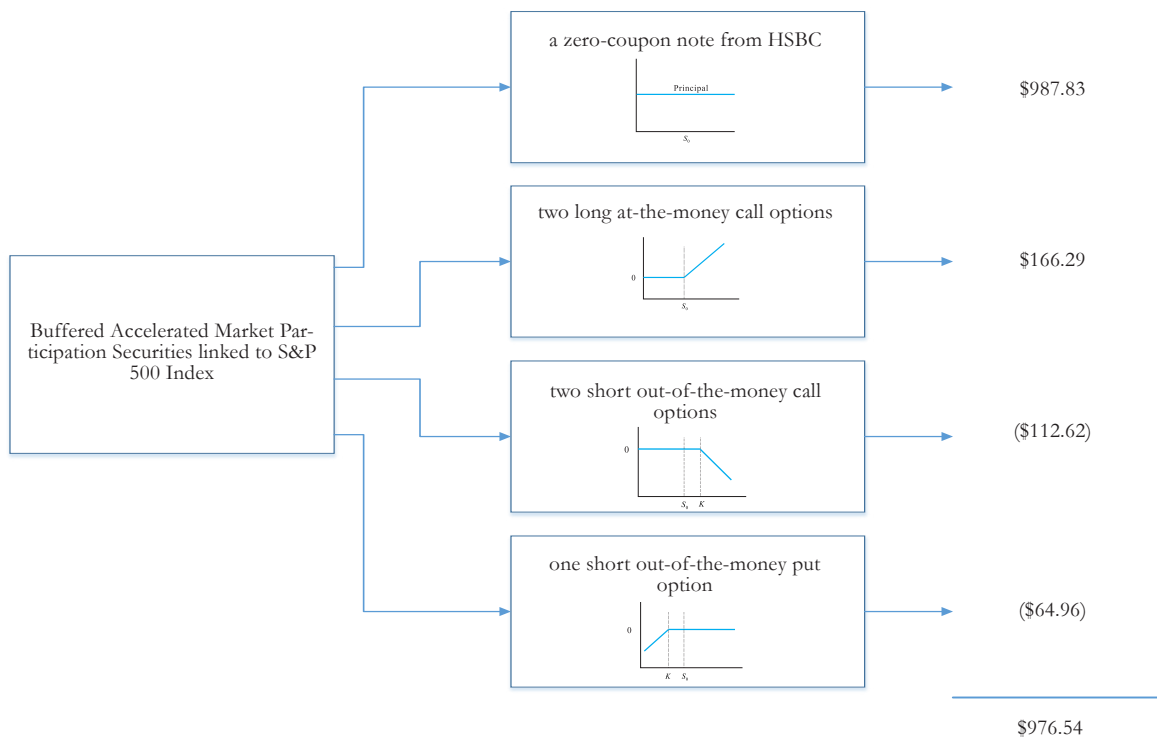 a zero-coupon note from HSBC
Principal
S₀
$987.83
two long at-the-money call options
0
S₀
$166.29
Buffered Accelerated Market Par-
ticipation Securities linked to S&P
500 Index
two short out-of-the-money call
options
0
S₀ K
($112.62)
one short out-of-the-money put
option
0
K S₀
($64.96)
$976.54